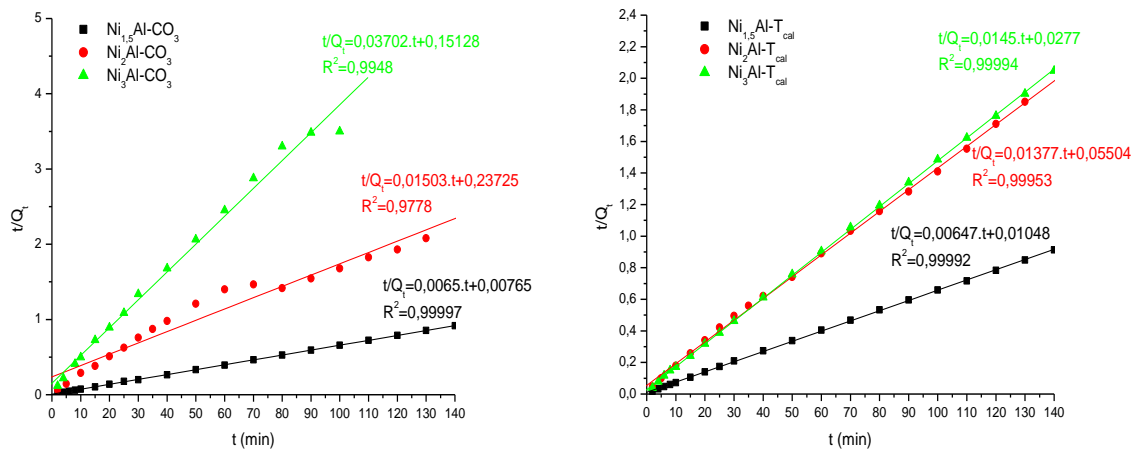 Ni1,5Al-CO3
Ni2Al-CO3
Ni3Al-CO3
t/Qt=0,03702.t+0,15128
R2=0,9948
t/Qt=0,01503.t+0,23725
R2=0,9778
t/Qt=0,0065.t+0,00765
R2=0,99997
t/Qt
5
4
3
2
1
0
0 10 20 30 40 50 60 70 80 90 100 110 120 130 140
t (min)
Ni1,5Al-Tcal
Ni2Al-Tcal
Ni3Al-Tcal
t/Qt=0,0145.t+0,0277
R2=0,99994
t/Qt=0,01377.t+0,05504
R2=0,99953
t/Qt=0,00647.t+0,01048
R2=0,99992
t/Qt
2,4
2,2
2,0
1,8
1,6
1,4
1,2
1,0
0,8
0,6
0,4
0,2
0,0
0 10 20 30 40 50 60 70 80 90 100 110 120 130 140
t (min)